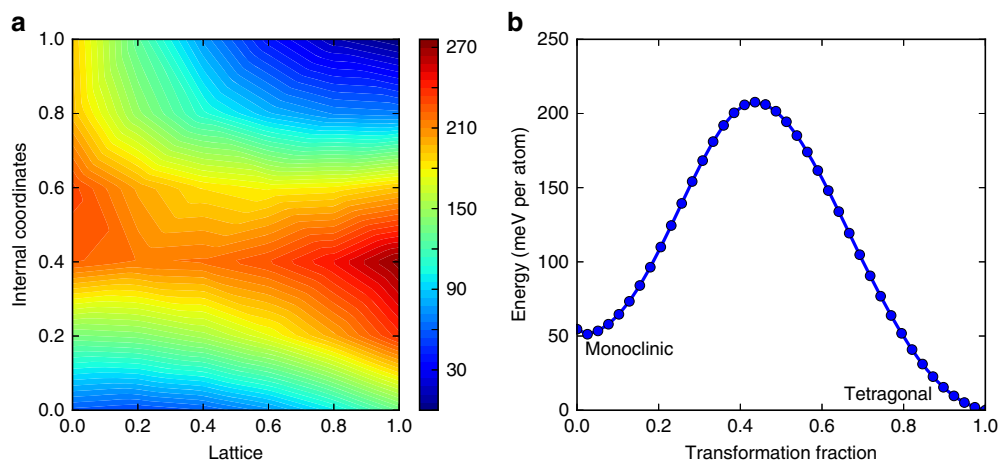 a
1.0
0.8
0.6
0.4
0.2
0.0
Internal coordinates
0.0 0.2 0.4 0.6 0.8 1.0
Lattice
270
210
150
90
30
b
250
200
150
100
50
0
Energy (meV per atom)
Monoclinic
Tetragonal
0.0 0.2 0.4 0.6 0.8 1.0
Transformation fraction